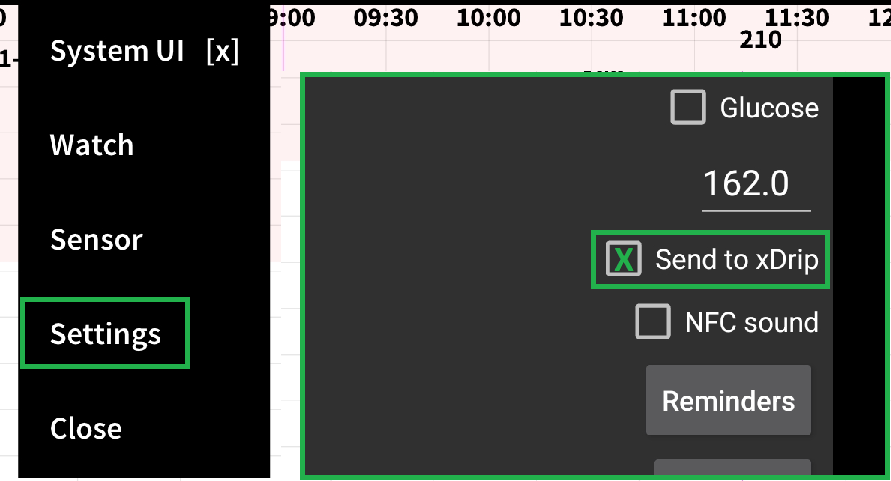 9:00 09:30 10:00 10:30 11:00 11:30 12
210
1-
System UI [x]
Watch
Sensor
Settings
Close
Glucose
162.0
X Send to xDrip
NFC sound
Reminders